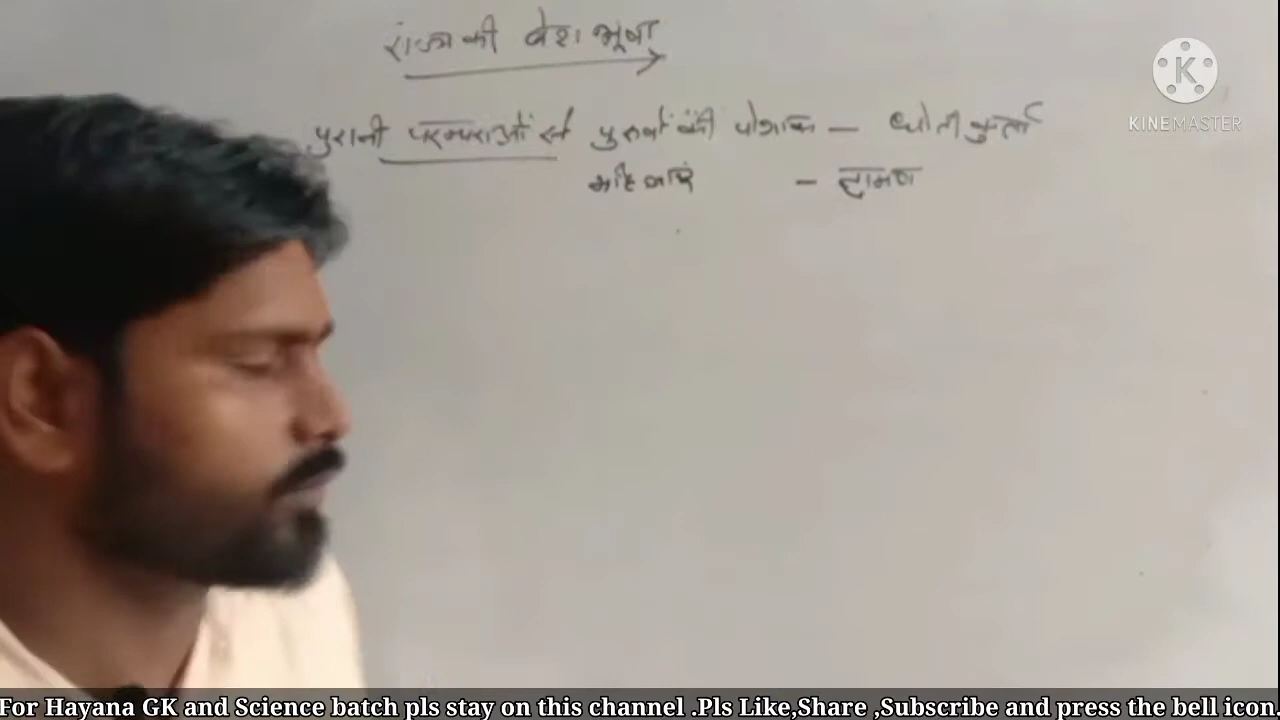 राज्य की वेश भूषा
पुरानी परम्पराओं पुरुषों की पोशाक — धोती कुर्ता
महिलाएं — दामण
KINEMASTER
For Hayana GK and Science batch pls stay on this channel .Pls Like,Share ,Subscribe and press the bell icon.